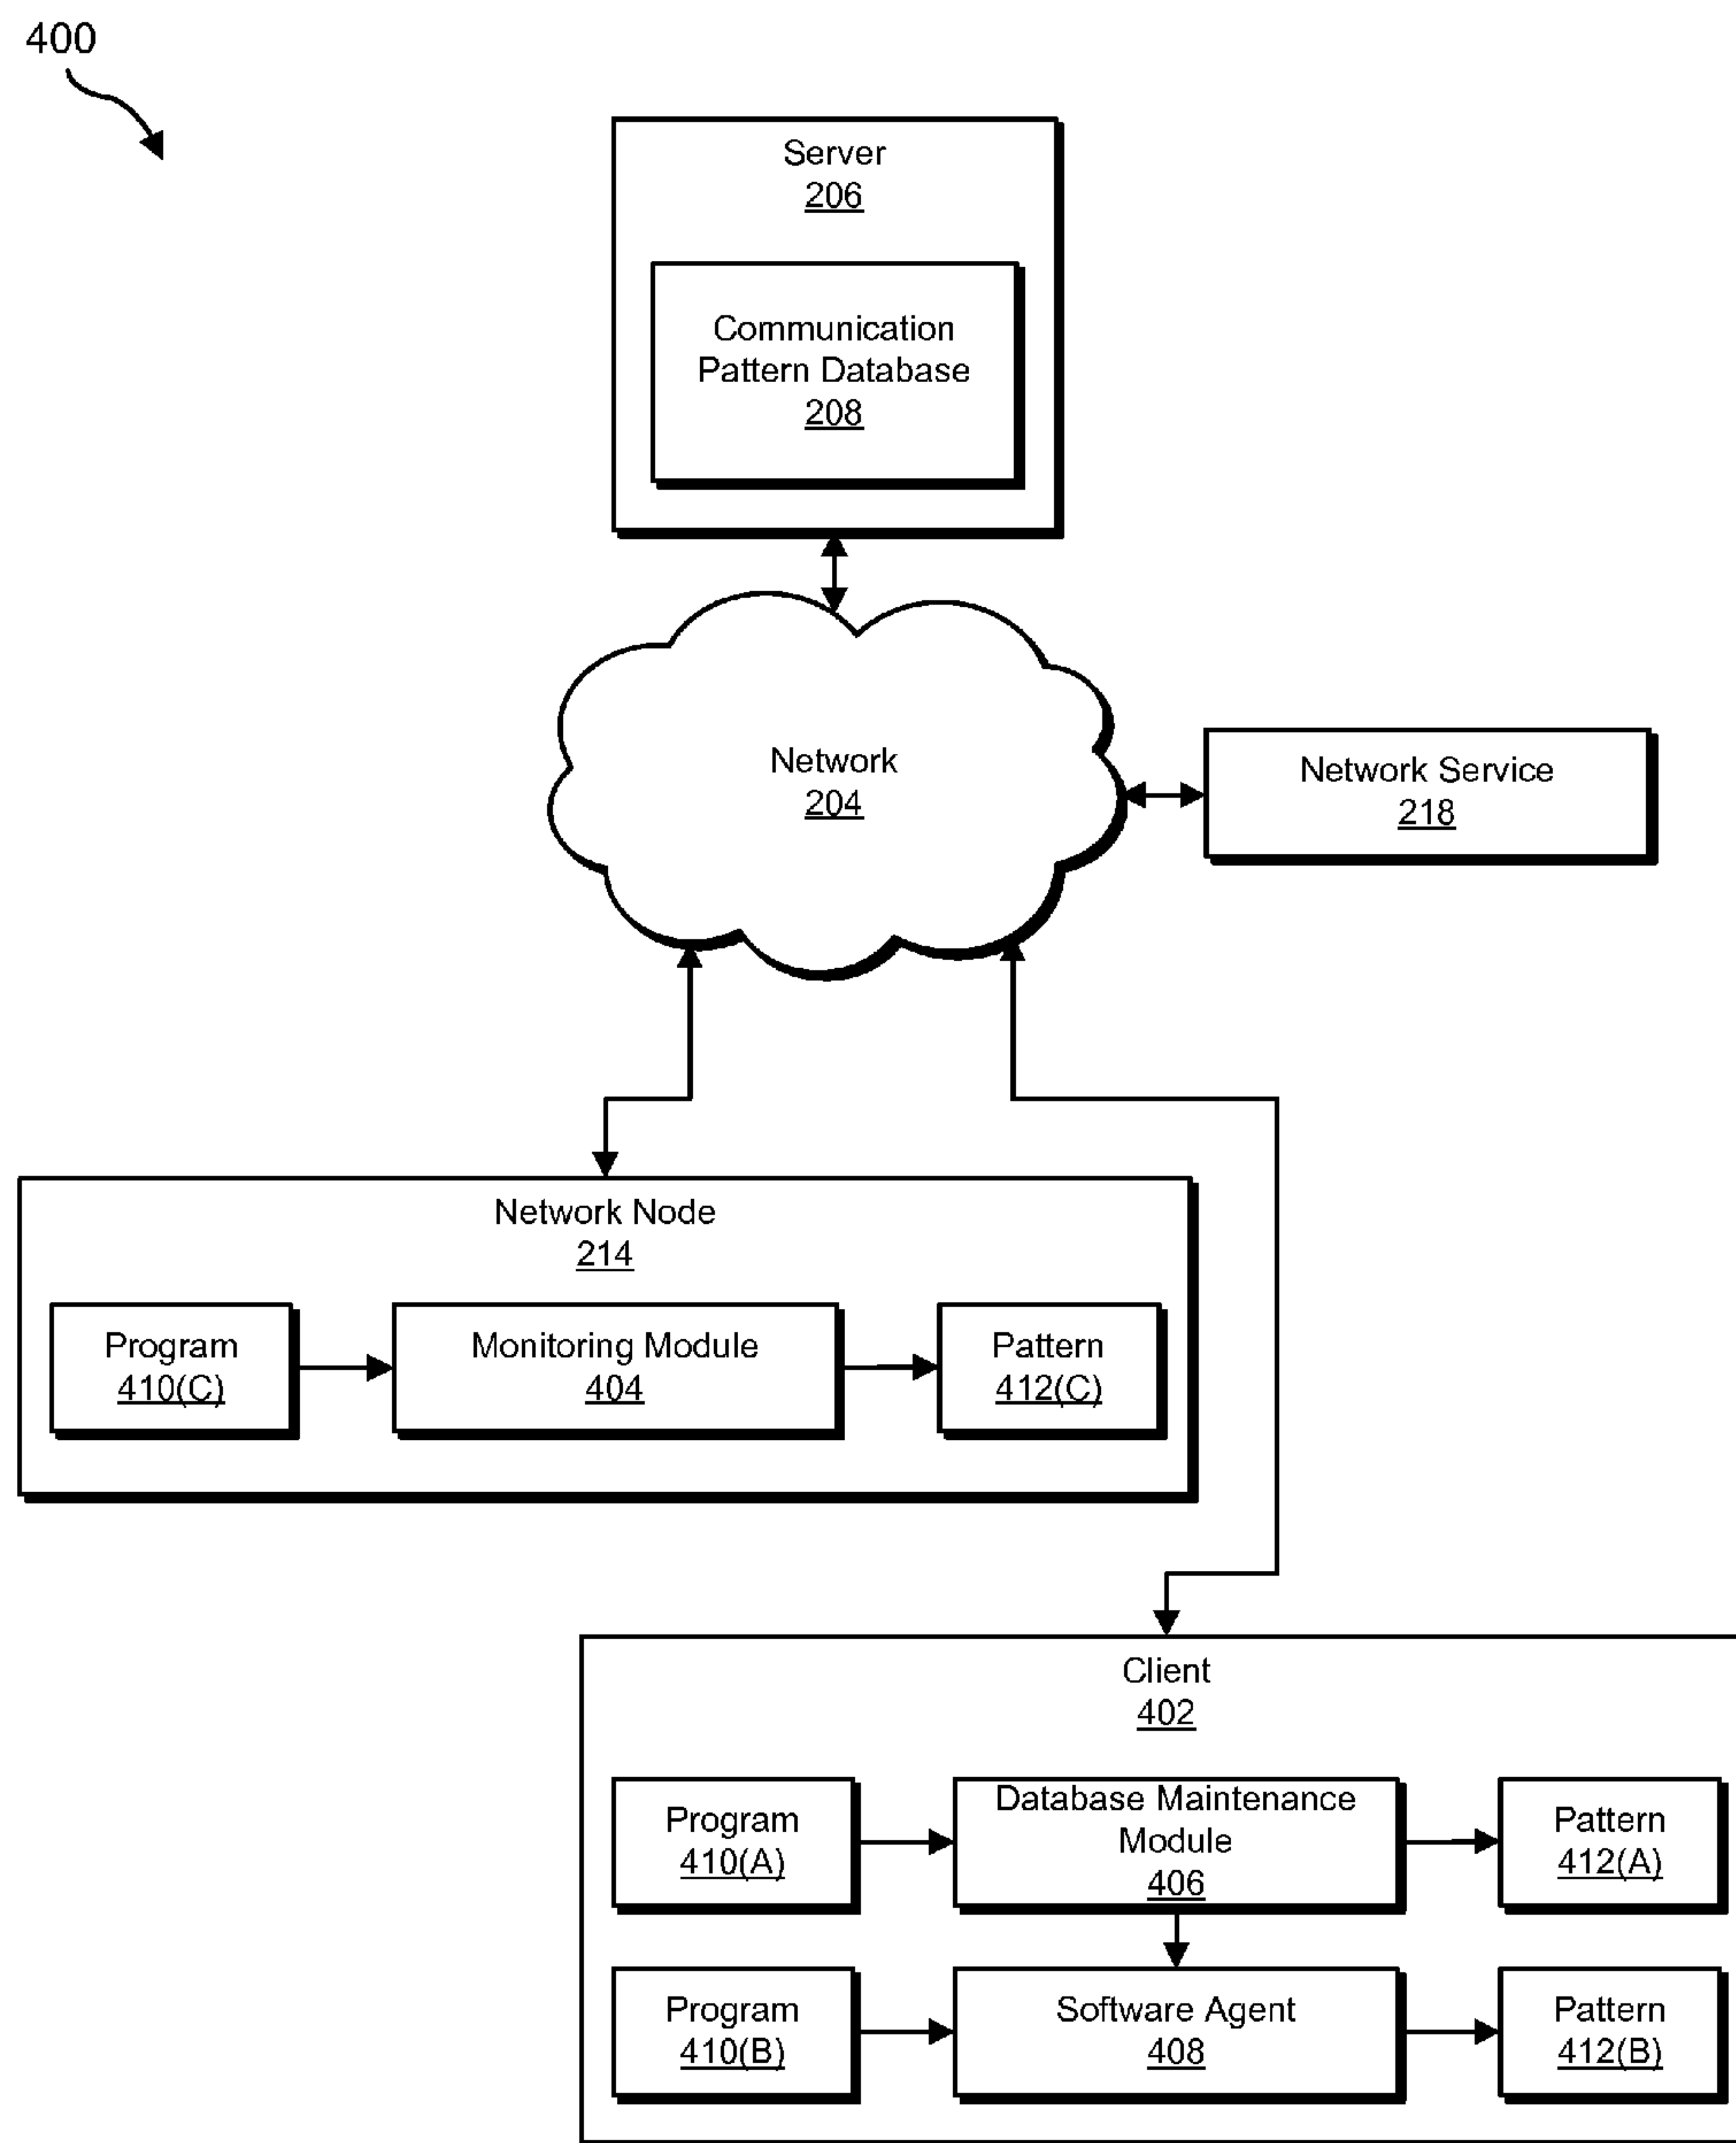 400
Server
206
Communication
Pattern Database
208
Network
204
Network Service
218
Network Node
214
Program
410(C)
Monitoring Module
404
Pattern
412(C)
Client
402
Program
410(A)
Database Maintenance
Module
406
Pattern
412(A)
Program
410(B)
Software Agent
408
Pattern
412(B)